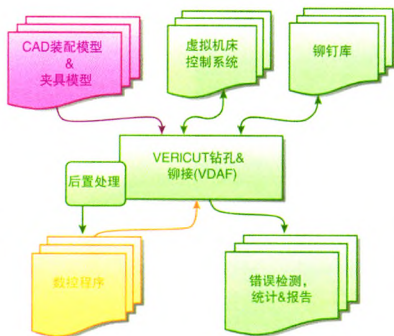 CAD装配模型
&
夹具模型
虚拟机床
控制系统
铆钉库
VERICUT钻孔&
铆接(VDAF)
后置处理
数控程序
错误检测,
统计&报告